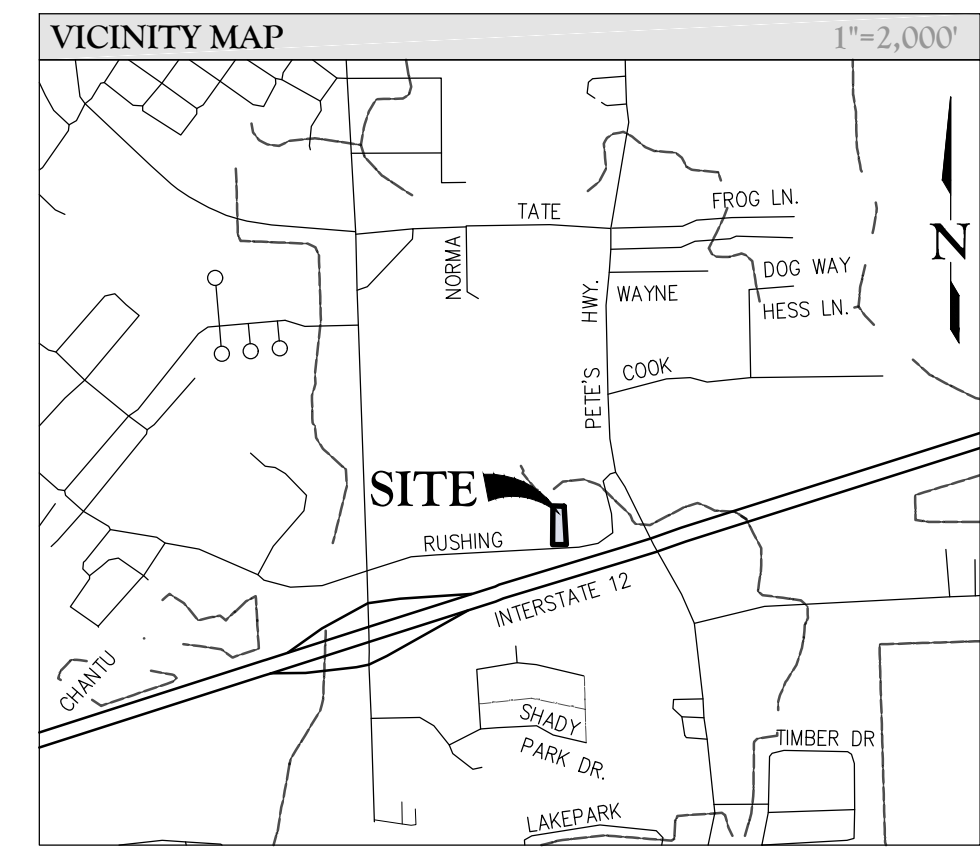 VICINITY MAP
1"=2,000'
FROG LN.
TATE
N
NORMA
DOG WAY
WAYNE
HESS LN.
PETE'S HWY.
COOK
SITE
RUSHING
INTERSTATE 12
CHANTU
SHADY
PARK DR.
TIMBER DR
LAKEPARK